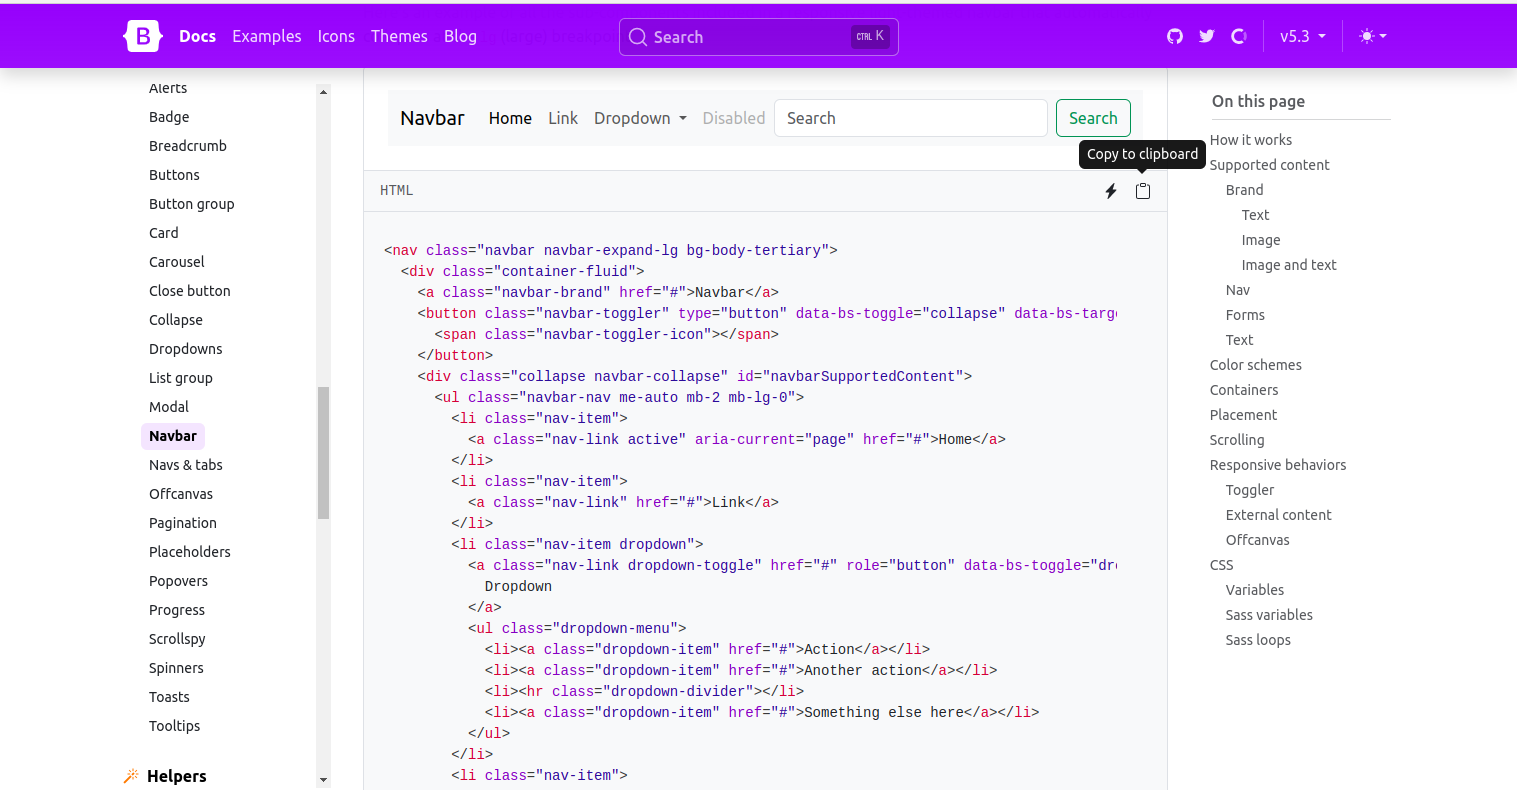 B Docs Examples Icons Themes Blog Search CTRL K v5.3
Alerts
Badge
Breadcrumb
Buttons
Button group
Card
Carousel
Close button
Collapse
Dropdowns
List group
Modal
Navbar
Navs & tabs
Offcanvas
Pagination
Placeholders
Popovers
Progress
Scrollspy
Spinners
Toasts
Tooltips
Helpers
Navbar Home Link Dropdown Disabled Search Search
Copy to clipboard
HTML
<nav class="navbar navbar-expand-lg bg-body-tertiary">
  <div class="container-fluid">
    <a class="navbar-brand" href="#">Navbar</a>
    <button class="navbar-toggler" type="button" data-bs-toggle="collapse" data-bs-targe
      <span class="navbar-toggler-icon"></span>
    </button>
    <div class="collapse navbar-collapse" id="navbarSupportedContent">
      <ul class="navbar-nav me-auto mb-2 mb-lg-0">
        <li class="nav-item">
          <a class="nav-link active" aria-current="page" href="#">Home</a>
        </li>
        <li class="nav-item">
          <a class="nav-link" href="#">Link</a>
        </li>
        <li class="nav-item dropdown">
          <a class="nav-link dropdown-toggle" href="#" role="button" data-bs-toggle="dro
            Dropdown
          </a>
          <ul class="dropdown-menu">
            <li><a class="dropdown-item" href="#">Action</a></li>
            <li><a class="dropdown-item" href="#">Another action</a></li>
            <li><hr class="dropdown-divider"></li>
            <li><a class="dropdown-item" href="#">Something else here</a></li>
          </ul>
        </li>
        <li class="nav-item">
On this page
How it works
Supported content
Brand
Text
Image
Image and text
Nav
Forms
Text
Color schemes
Containers
Placement
Scrolling
Responsive behaviors
Toggler
External content
Offcanvas
CSS
Variables
Sass variables
Sass loops